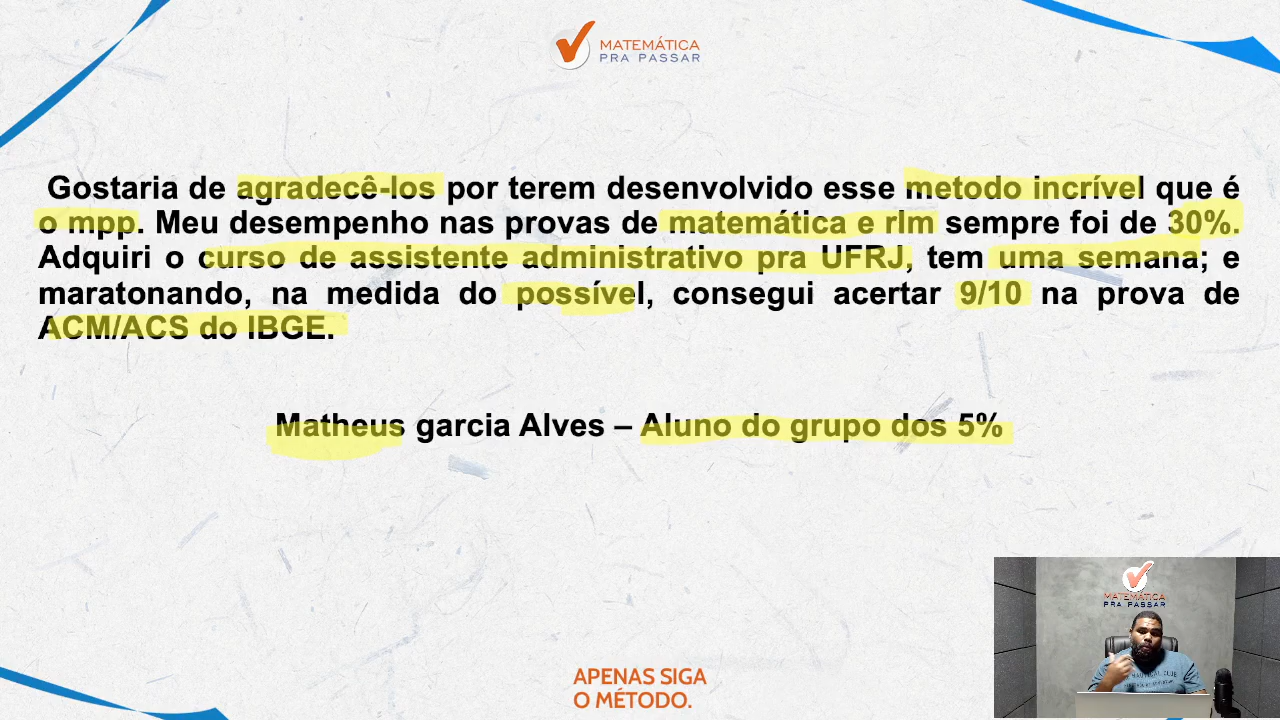 MATEMÁTICA
PRA PASSAR
Gostaria de agradecê-los por terem desenvolvido esse metodo incrível que é
o mpp. Meu desempenho nas provas de matemática e rlm sempre foi de 30%.
Adquiri o curso de assistente administrativo pra UFRJ, tem uma semana; e
maratonando, na medida do possível, consegui acertar 9/10 na prova de
ACM/ACS do IBGE.
Matheus garcia Alves – Aluno do grupo dos 5%
MATEMÁTICA
PRA PASSAR
APENAS SIGA
O MÉTODO.